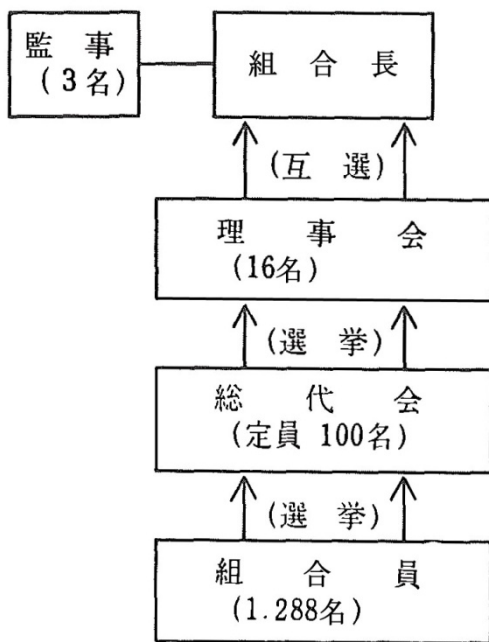 監事
(3名)
組合長
(互選)
理事会
(16名)
(選挙)
総代会
(定員 100名)
(選挙)
組合員
(1.288名)